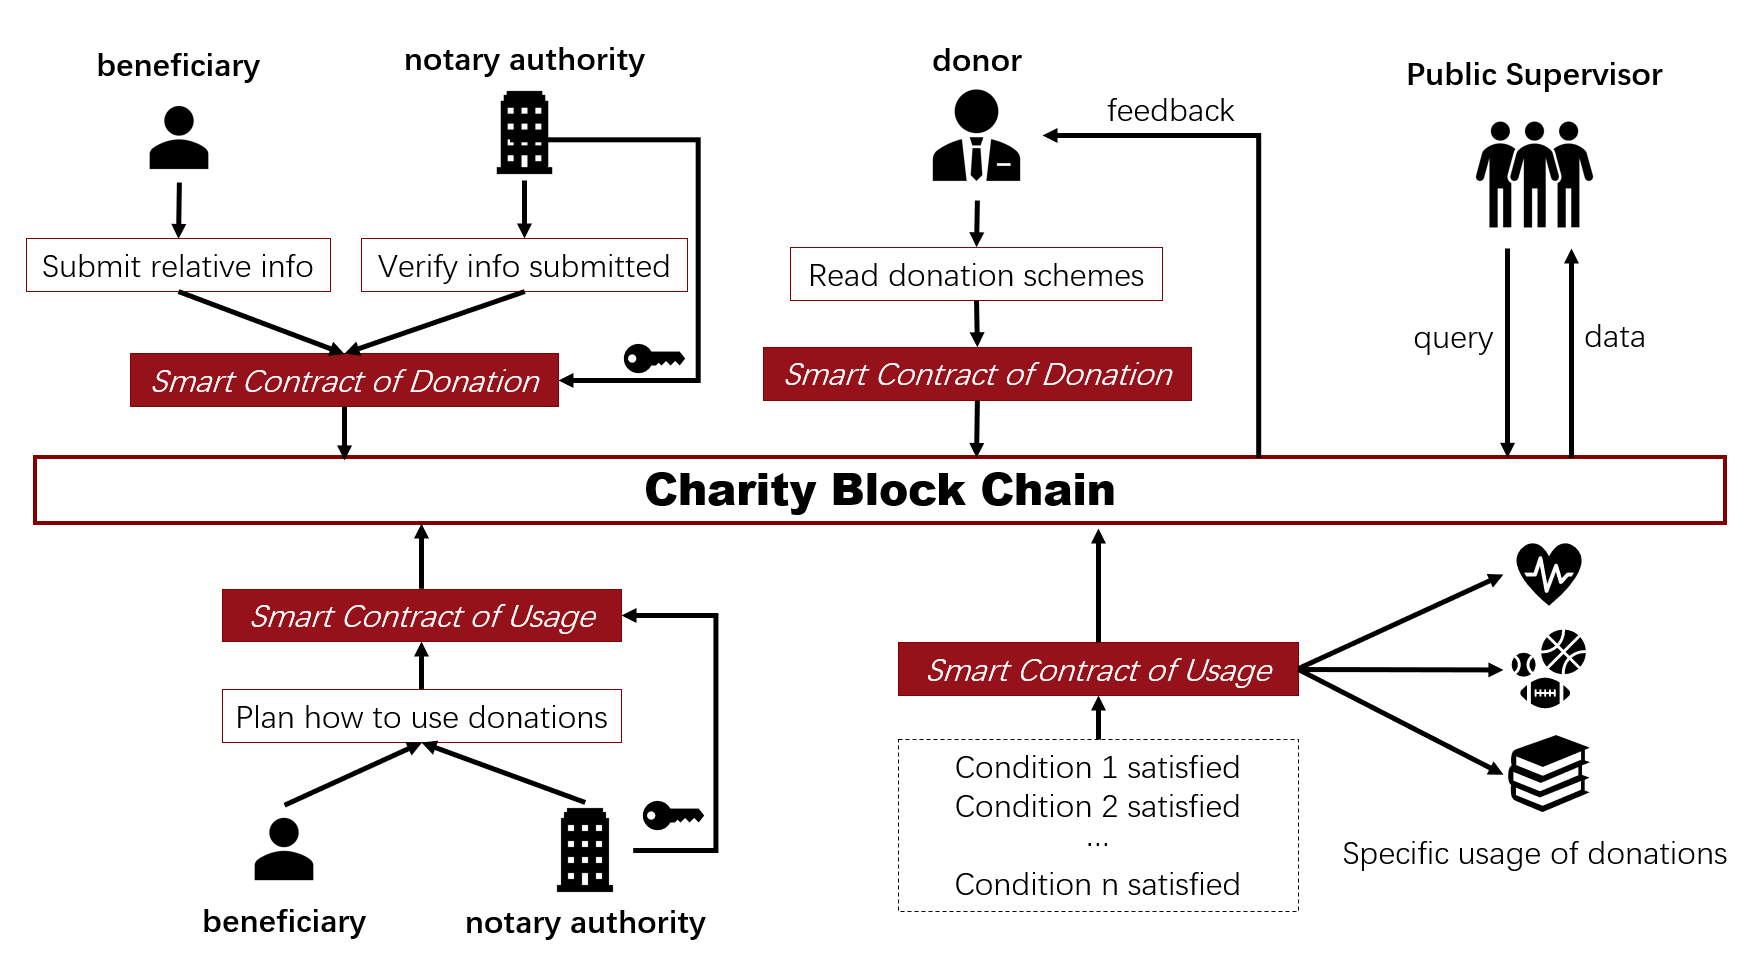 beneficiary
notary authority
donor
Public Supervisor
feedback
Submit relative info
Verify info submitted
Read donation schemes
query
data
Smart Contract of Donation
Smart Contract of Donation
Charity Block Chain
Smart Contract of Usage
Smart Contract of Usage
Plan how to use donations
Condition 1 satisfied
Condition 2 satisfied
...
Condition n satisfied
Specific usage of donations
beneficiary
notary authority